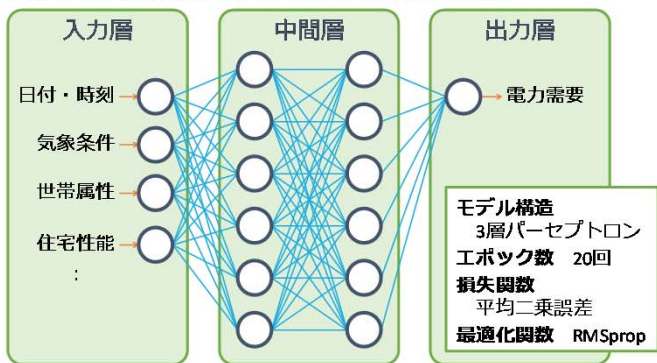 入力層
中間層
出力層
日付・時刻
気象条件
世帯属性
住宅性能
:
電力需要
モデル構造
3層パーセプトロン
エポック数 20回
損失関数
平均二乗誤差
最適化関数 RMSprop